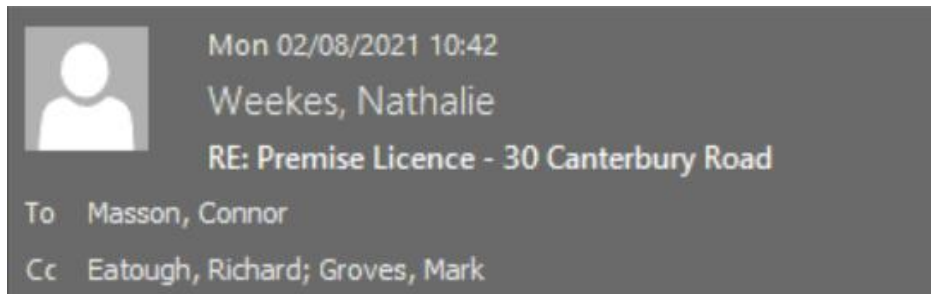 Mon 02/08/2021 10:42
Weekes, Nathalie
RE: Premise Licence - 30 Canterbury Road
To Masson, Connor
Cc Eatough, Richard; Groves, Mark